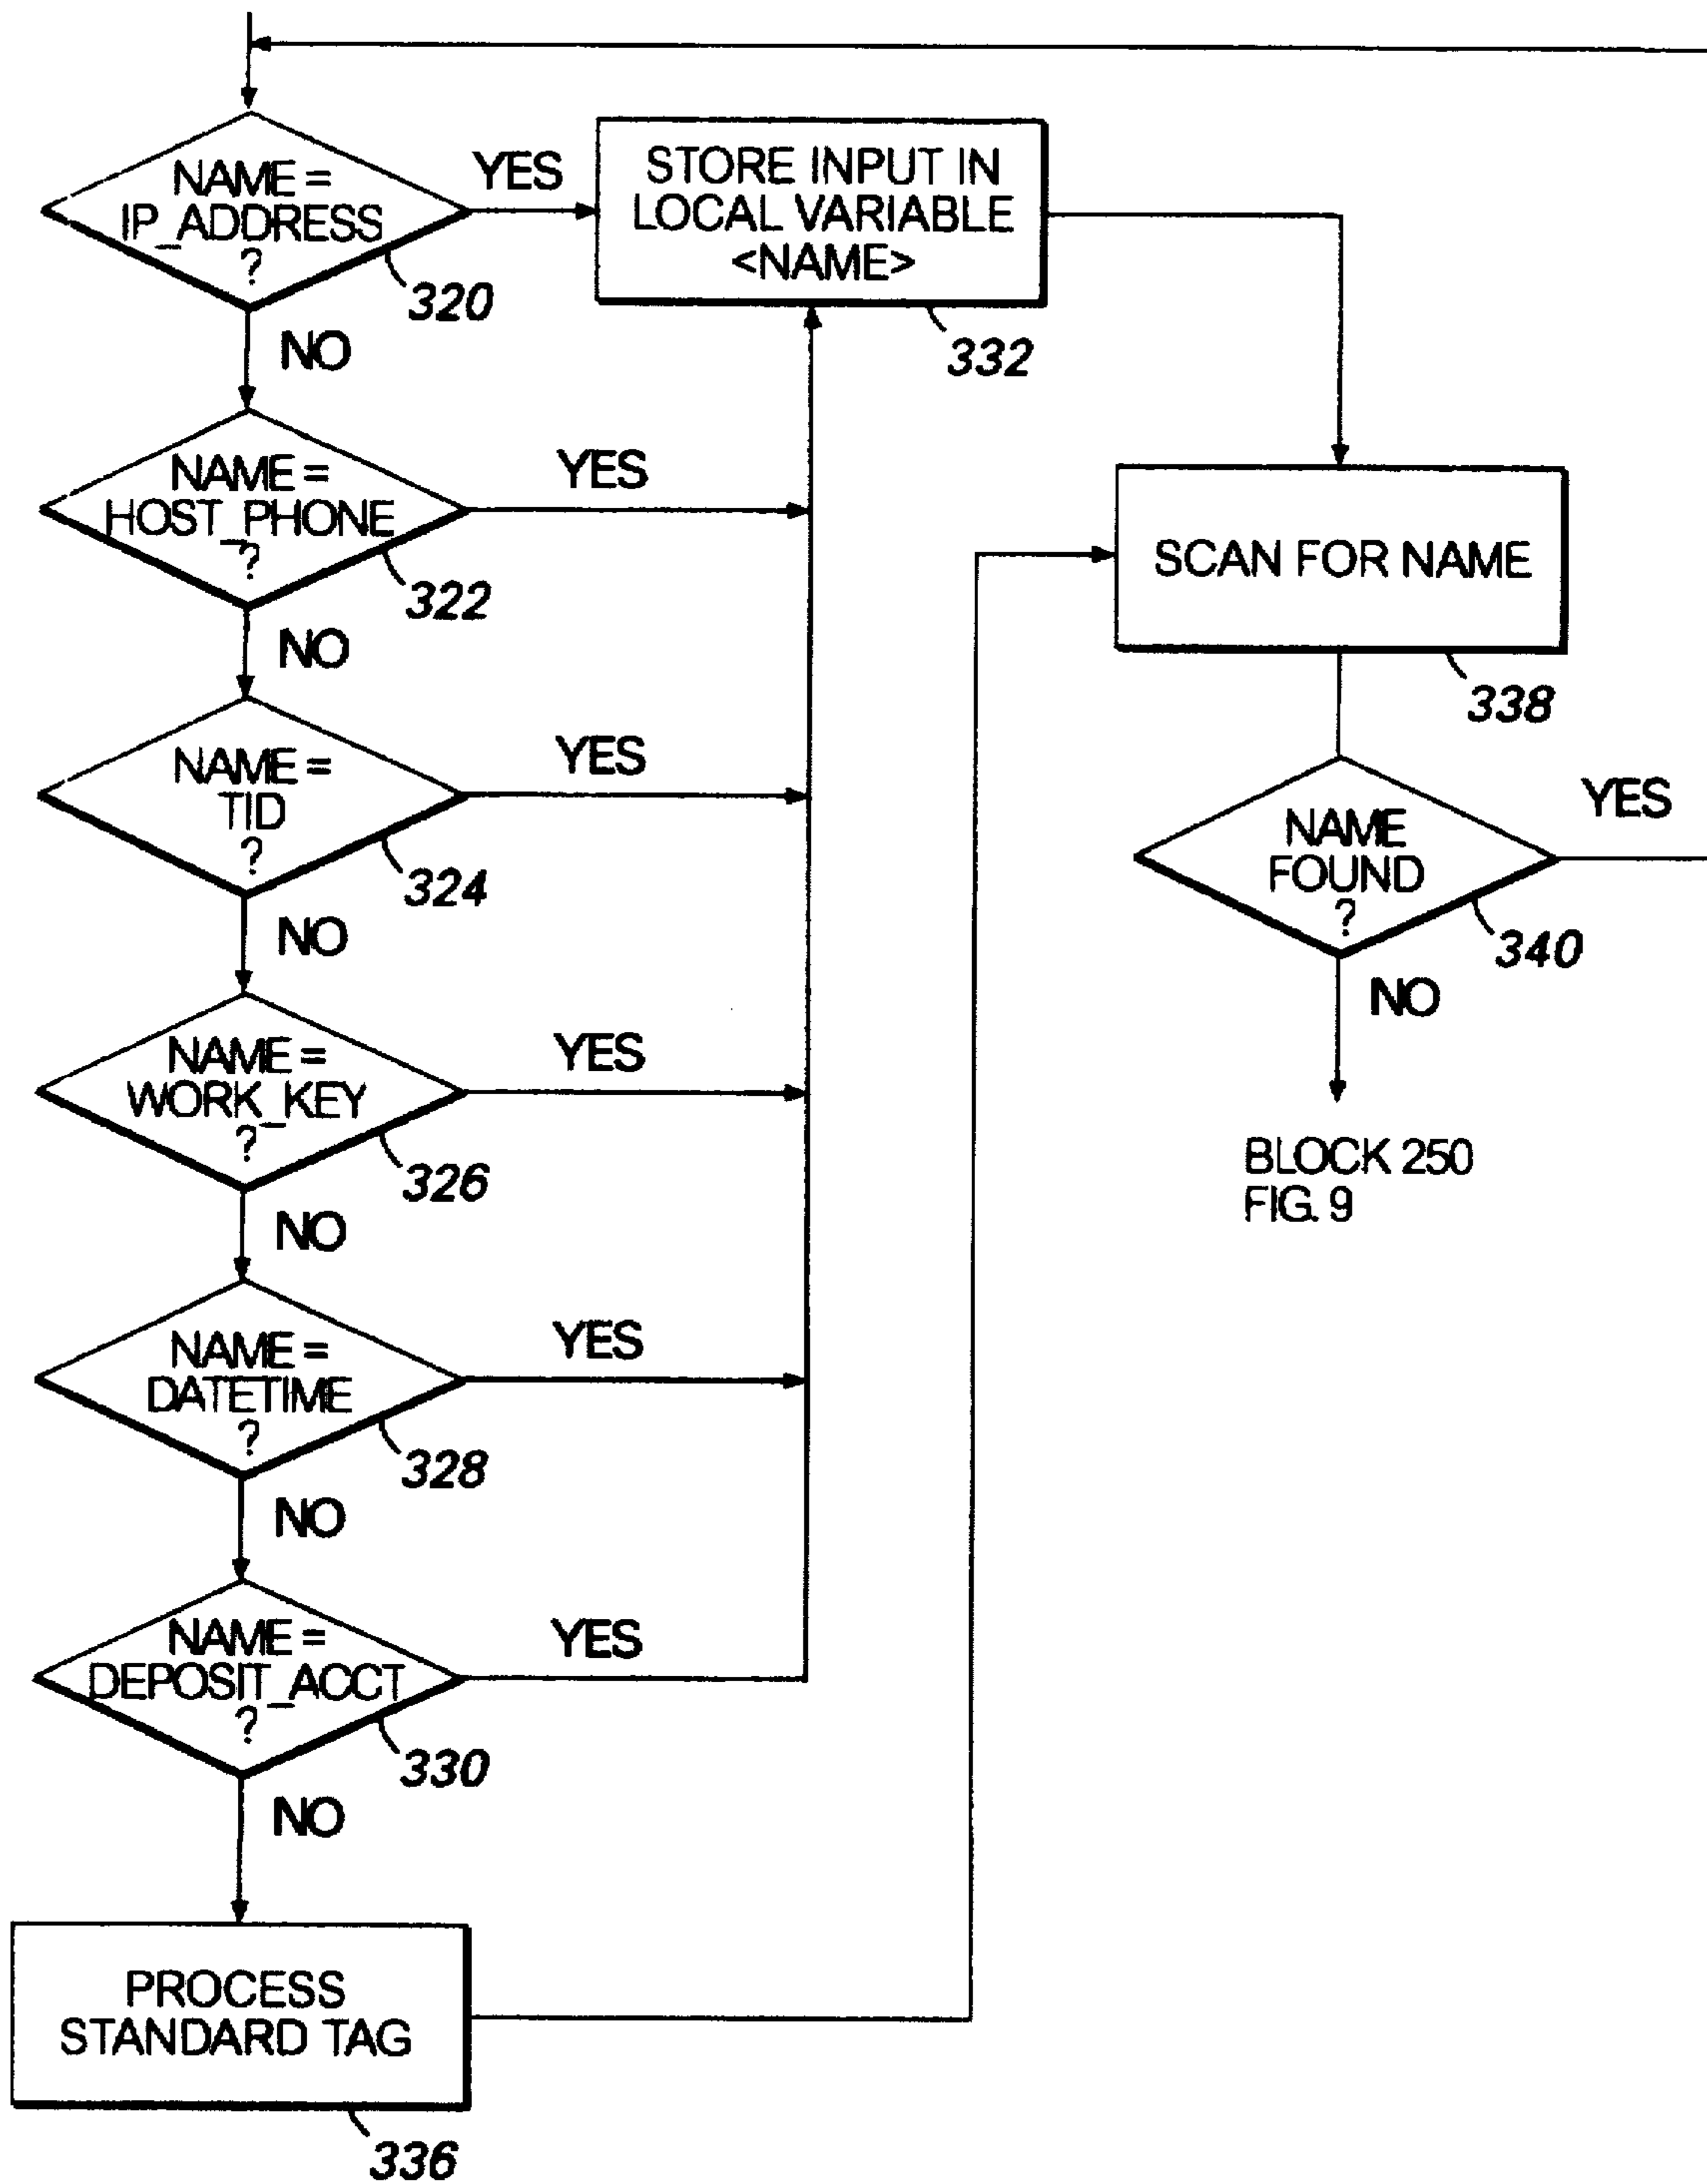 NAME =
IP_ADDRESS
?
320
YES
STORE INPUT IN
LOCAL VARIABLE
<NAME>
332
NO
NAME =
HOST_PHONE
?
322
YES
NO
NAME =
TID
?
324
YES
NO
NAME =
WORK_KEY
?
326
YES
NO
NAME =
DATETIME
?
328
YES
NO
NAME =
DEPOSIT_ACCT
?
330
YES
NO
PROCESS
STANDARD TAG
336
SCAN FOR NAME
338
NAME
FOUND
?
340
YES
NO
BLOCK 250
FIG. 9